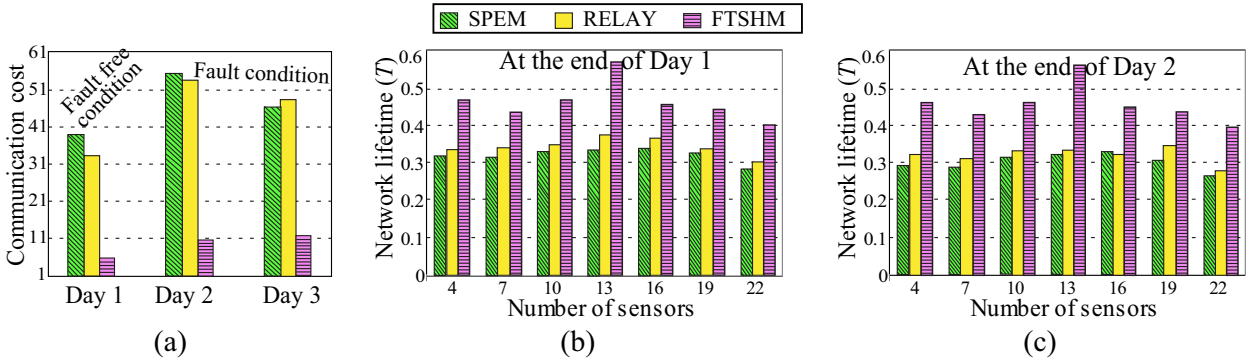 SPEM RELAY FTSHM
Communication cost
61
51
41
31
21
11
1
Fault free
condition
Fault condition
Day 1 Day 2 Day 3
(a)
Network lifetime (T)
0.6
0.5
0.4
0.3
0.2
0.1
0
At the end of Day 1
4 7 10 13 16 19 22
Number of sensors
(b)
Network lifetime (T)
0.6
0.5
0.4
0.3
0.2
0.1
0
At the end of Day 2
4 7 10 13 16 19 22
Number of sensors
(c)